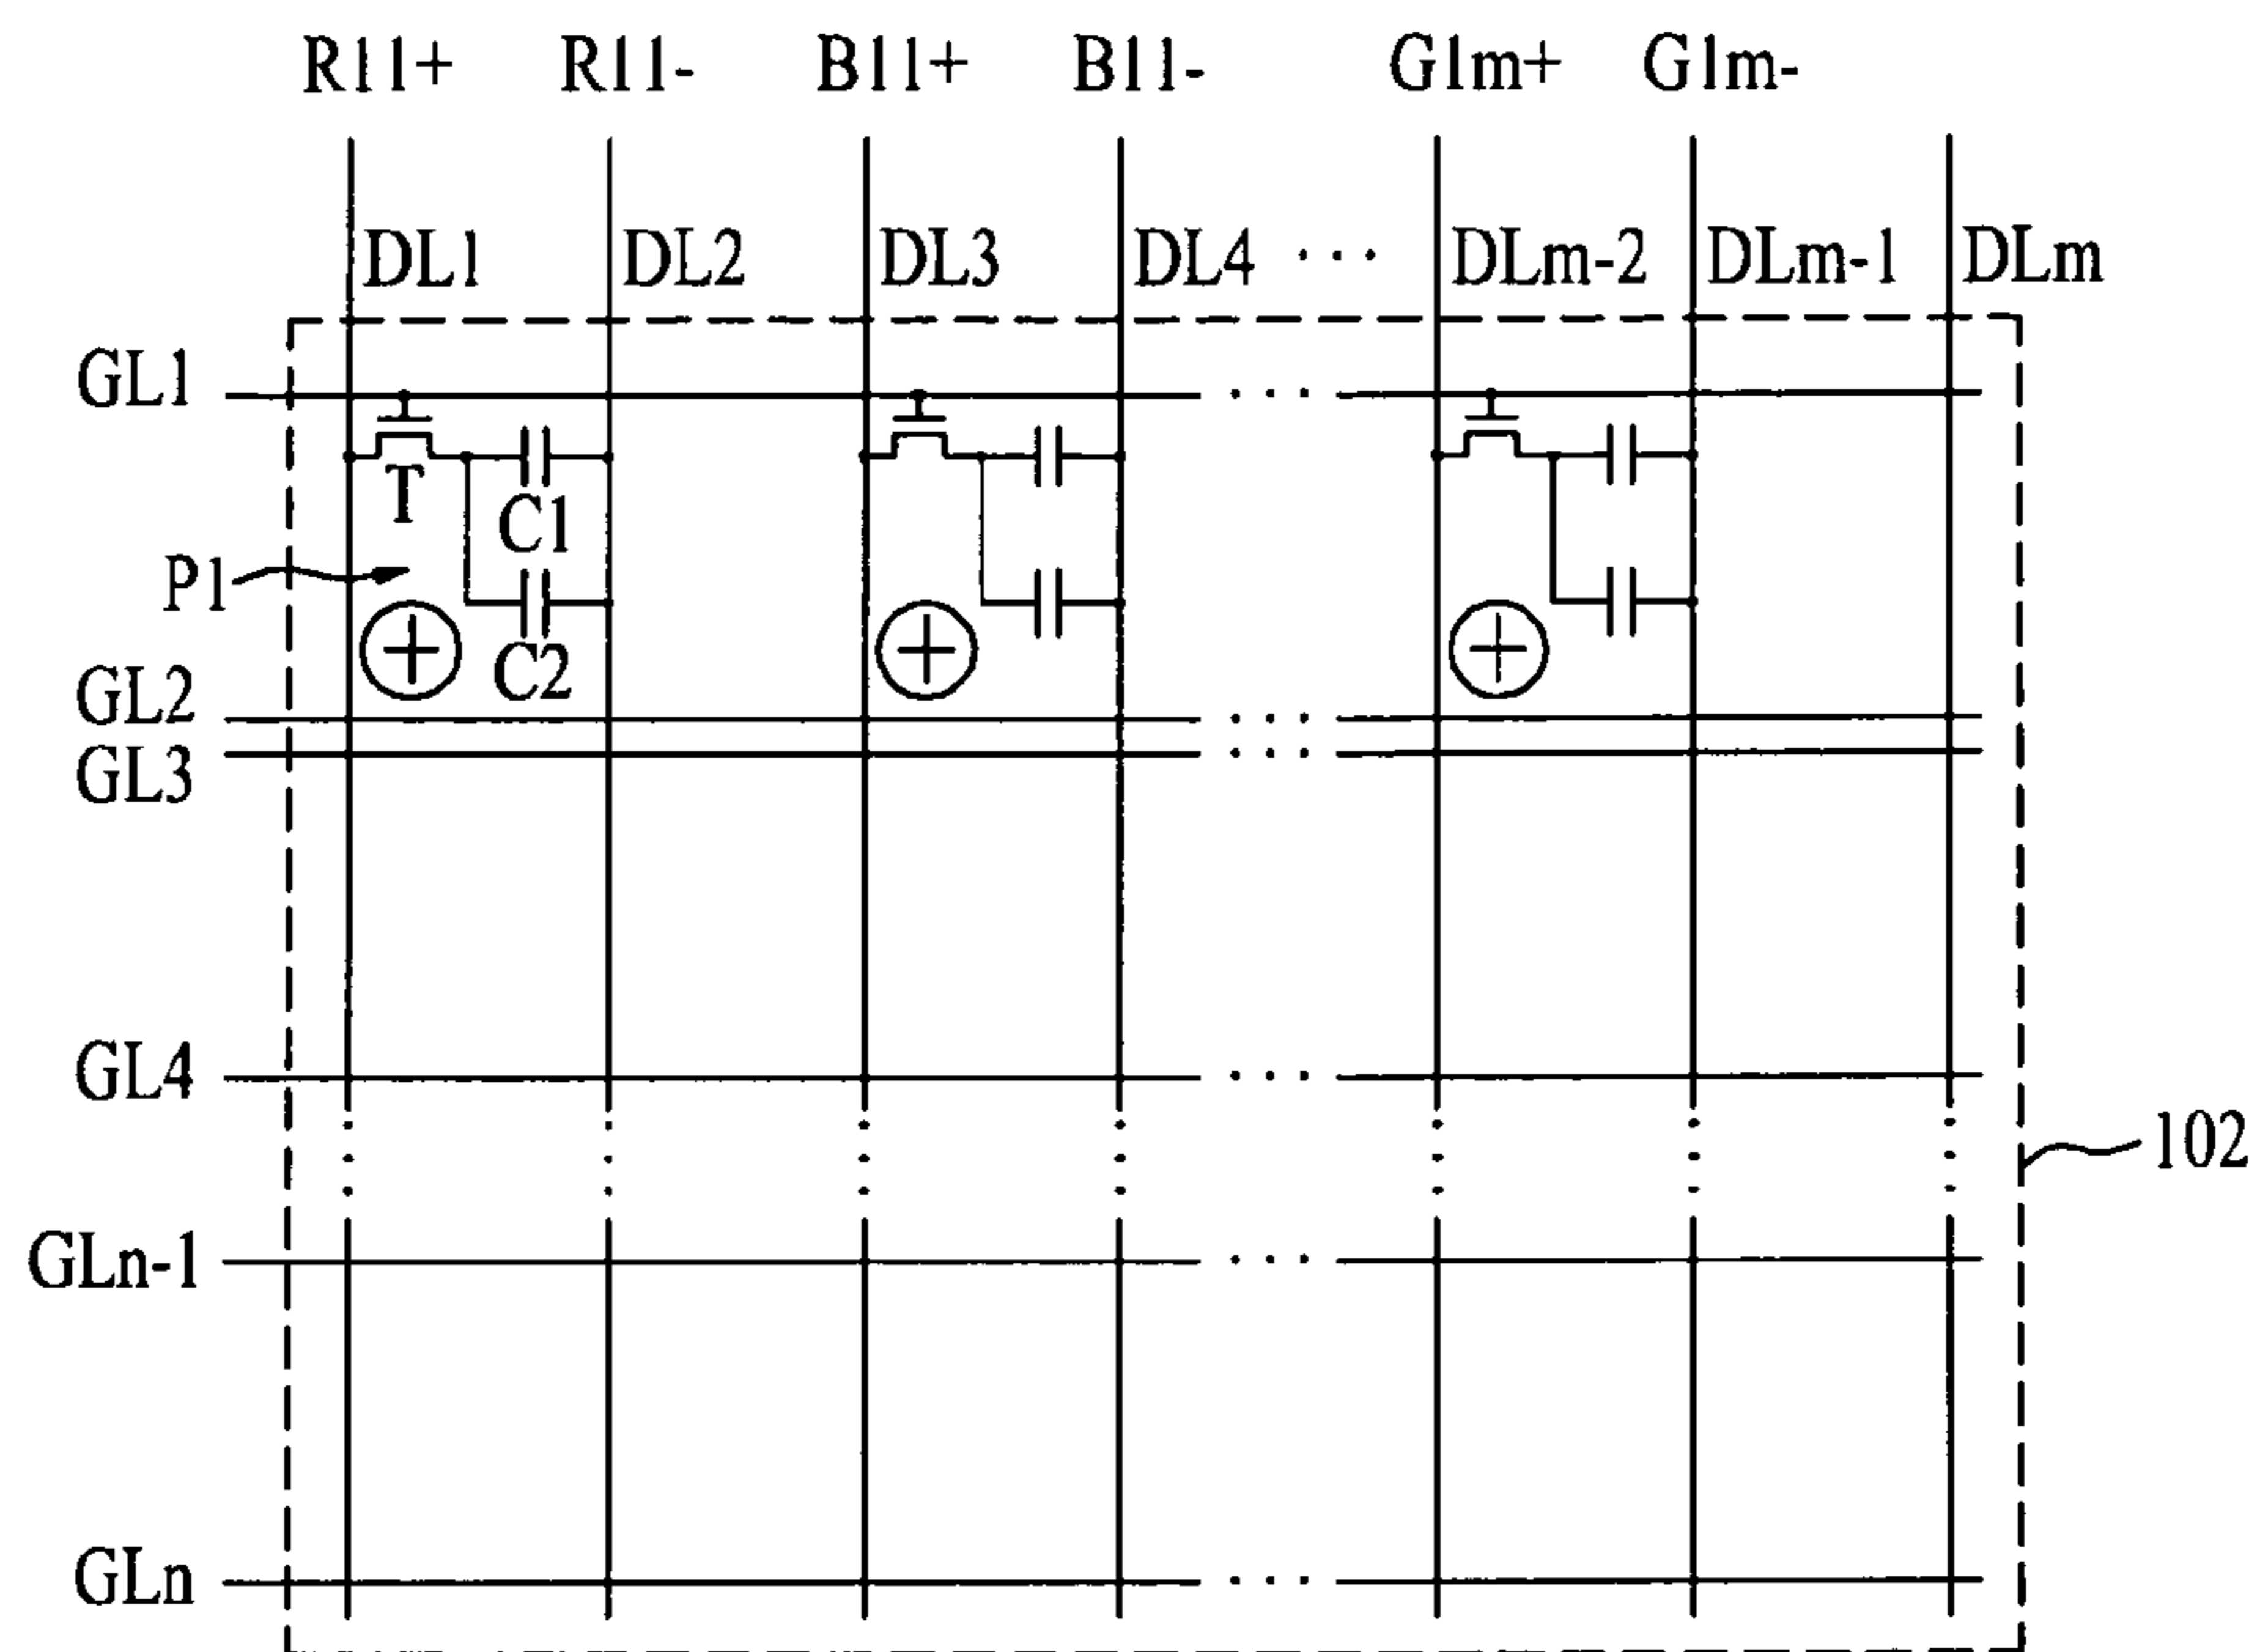 R11+ R11- B11+ B11- G1m+ G1m-
DL1 DL2 DL3 DL4 ... DLm-2 DLm-1 DLm
GL1
T
C1
P1
C2
GL2
GL3
GL4
102
GLn-1
GLn